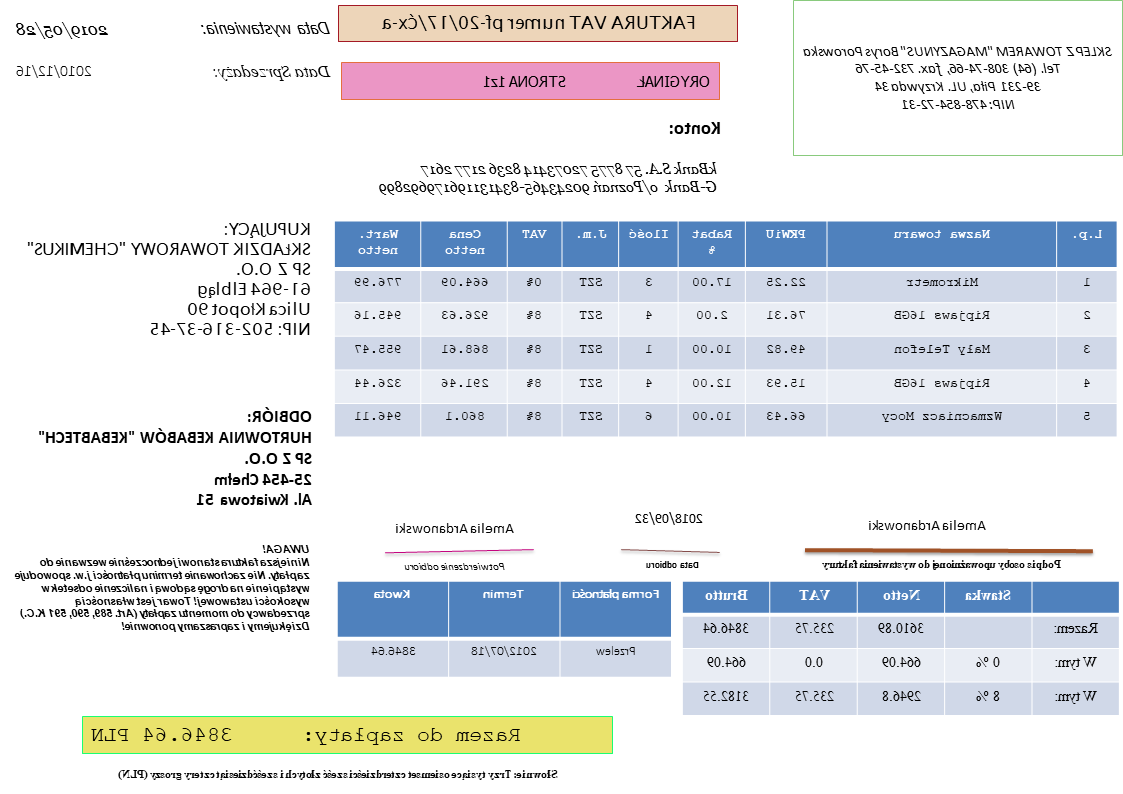 SKLEP Z TOWAREM "MAGAZYNUS" Borys Porowska
Tel. (64) 308-74-66, fax. 732-45-76
39-231 Piła, UL. Krzywda 34
NIP: 478-854-72-31
FAKTURA VAT numer pf-20/17/Ćx-a
ORYGINAŁ STRONA 1z1
Data wystawienia: 2019/05/28
Data Sprzedaży: 2010/12/16
Konto:
kBank S.A. 57 8775 7207 3414 8236 2177 2617
G-Bank o/Poznań 90243465-834131196179692899
L.p. Nazwa towaru PKWiU Rabat % Ilość J.m. VAT Cena netto Wart. netto
1 Mikrometr 22.25 17.00 3 SZT 0% 664.09 776.99
2 Ripjaws 16GB 76.31 2.00 4 SZT 8% 926.63 945.16
3 Mały Telefon 49.82 10.00 1 SZT 8% 868.61 955.47
4 Ripjaws 16GB 15.93 12.00 4 SZT 8% 291.46 326.44
5 Wzmacniacz Mocy 66.43 10.00 6 SZT 8% 860.1 946.11
KUPUJĄCY:
SKŁADZIK TOWAROWY "CHEMIKUS"
SP Z O.O.
61-964 Elbląg
Ulica Kłopot 90
NIP: 502-316-37-45
ODBIÓR:
HURTOWNIA KEBABÓW "KEBABTECH"
SP Z O.O.
25-454 Chełm
Al. Kwiatowa 51
Amelia Ardanowski
Podpis osoby upoważnionej do wystawienia faktury
2018/09/32
Data odbioru
Amelia Ardanowski
Potwierdzenie odbioru
UWAGA!
Niniejsza faktura stanowi jednocześnie wezwanie do
zapłaty. Nie zachowanie terminu płatności j.w. spowoduje
wystąpienie na drogę sądową i naliczenie odsetek w
wysokości ustawowej! Towar jest własnością
sprzedawcy do momentu zapłaty (Art. 589, 590, 591 K.C.)
Dziękujemy i zapraszamy ponownie!
Stawka Netto VAT Brutto
Razem: 3610.89 235.75 3846.64
W tym: 0 % 664.09 0.0 664.09
W tym: 8 % 2946.8 235.75 3182.55
Forma płatności Termin Kwota
Przelew 2012/07/18 3846.64
Razem do zapłaty: 3846.64 PLN
Słownie: Trzy tysiące osiemset czterdzieści sześć złotych i sześćdziesiąt cztery groszy (PLN)